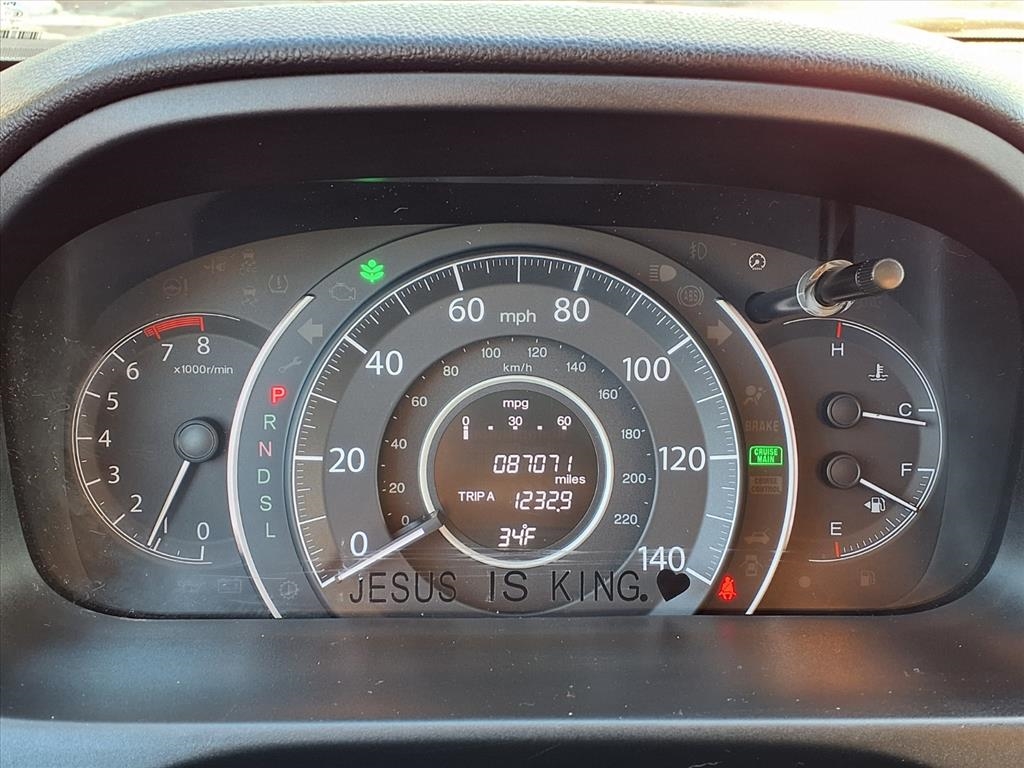 60 mph 80
40
100
20
120
0
140
80 100 120 140
km/h
60
160
40
180
20
200
0
220
mpg
0 30 60
087071
miles
TRIP A 1232.9
34°F
8
7
6
x1000r/min
5
4
3
2
0
P
R
N
D
S
L
ABS
BRAKE
CRUISE
MAIN
CRUISE
CONTROL
H
C
F
E
JESUS IS KING.